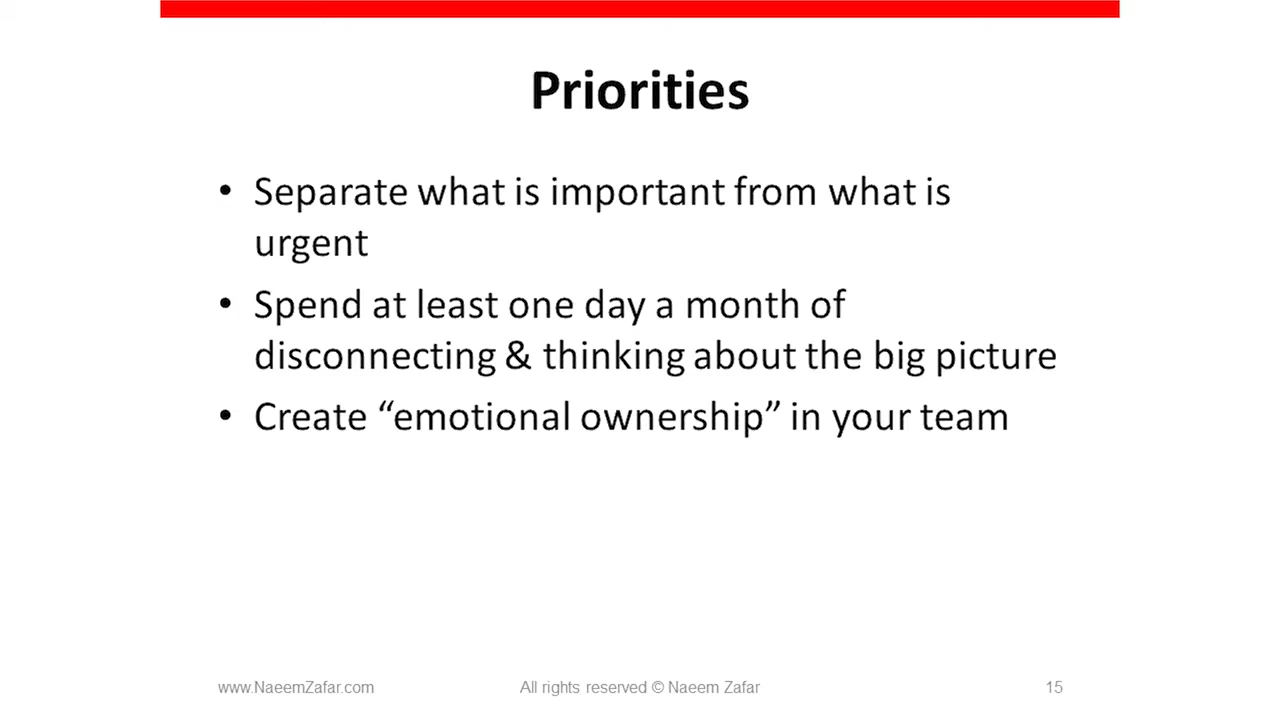 Priorities
• Separate what is important from what is
urgent
• Spend at least one day a month of
disconnecting & thinking about the big picture
• Create “emotional ownership” in your team
www.NaeemZafar.com
All rights reserved © Naeem Zafar
15